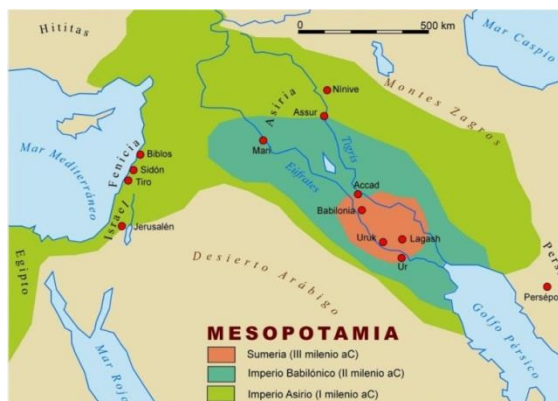 Hititas
0 500 km
Mar Caspio
Montes Zagros
Nínive
Asiria
Assur
Tigris
Mari
Eúfrates
Mar Mediterráneo
Fenicia
Biblos
Sidón
Tiro
Israel
Jerusalén
Accad
Babilonia
Uruk
Lagash
Ur
Egipto
Desierto Arábigo
Persépo
Golfo Pérsico
Mar Rojo
MESOPOTAMIA
Sumeria (III milenio aC)
Imperio Babilónico (II milenio aC)
Imperio Asirio (I milenio aC)